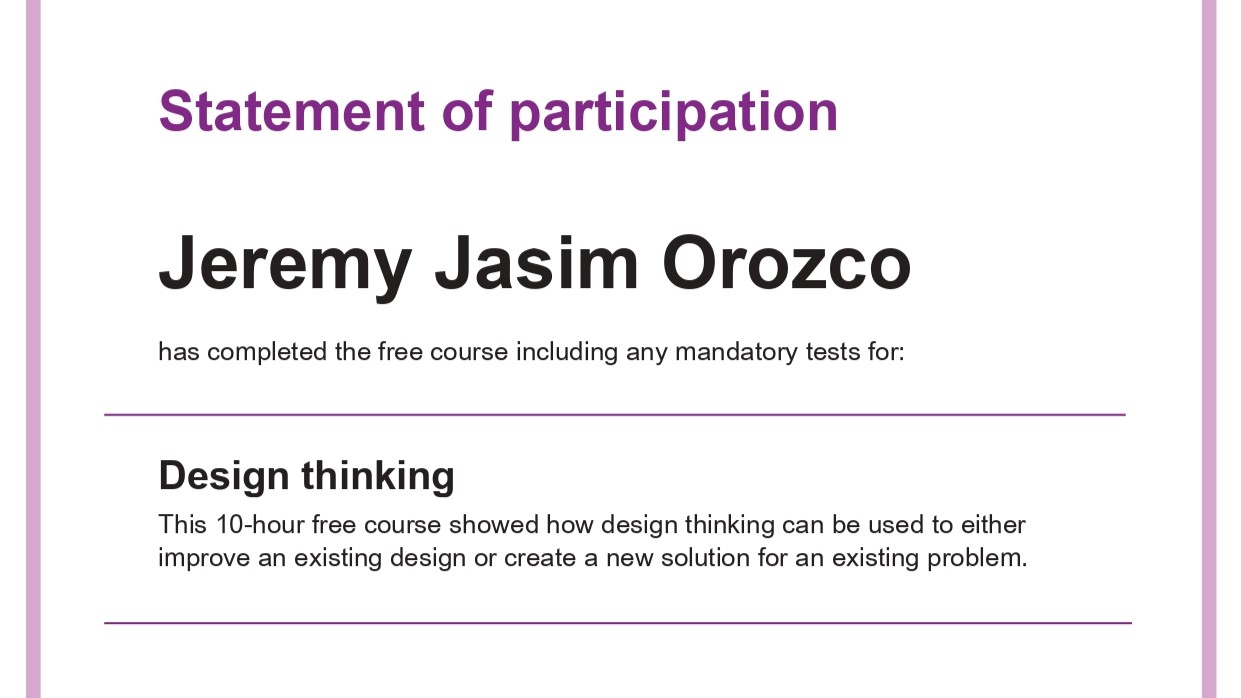 Statement of participation
Jeremy Jasim Orozco
has completed the free course including any mandatory tests for:
Design thinking
This 10-hour free course showed how design thinking can be used to either
improve an existing design or create a new solution for an existing problem.